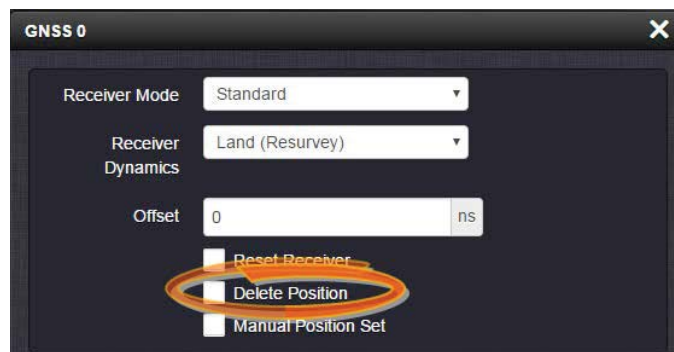 GNSS 0
Receiver Mode Standard
Receiver Land (Resurvey)
Dynamics
Offset 0 ns
Reset Receiver
Delete Position
Manual Position Set